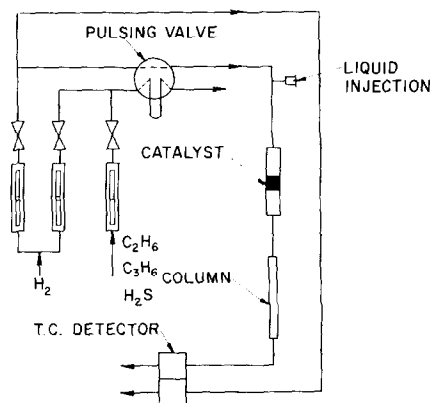 PULSING VALVE
LIQUID
INJECTION
CATALYST
C₂H₆
C₃H₆
H₂S
H₂
COLUMN
T.C. DETECTOR